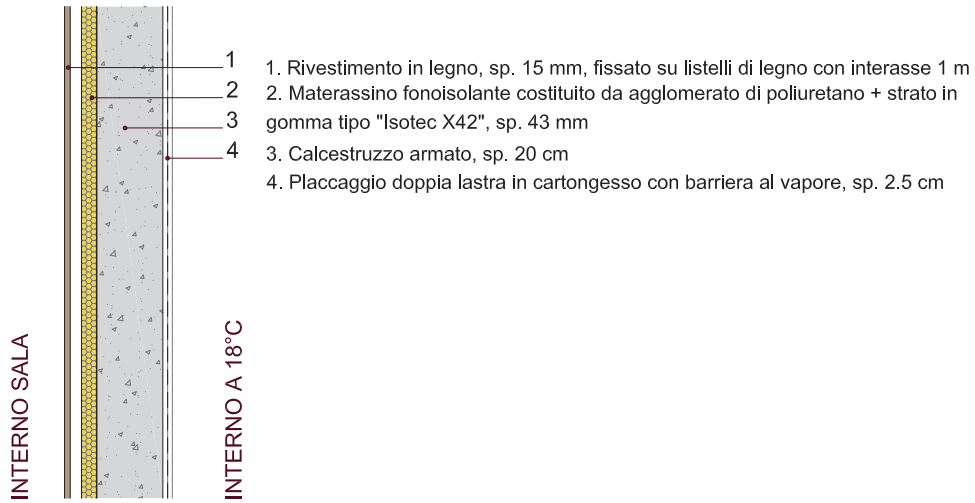 1
2
3
4
1. Rivestimento in legno, sp. 15 mm, fissato su listelli di legno con interasse 1 m
2. Materassino fonoisolante costituito da agglomerato di poliuretano + strato in
gomma tipo "Isotec X42", sp. 43 mm
3. Calcestruzzo armato, sp. 20 cm
4. Placcaggio doppia lastra in cartongesso con barriera al vapore, sp. 2.5 cm
INTERNO SALA
INTERNO A 18°C